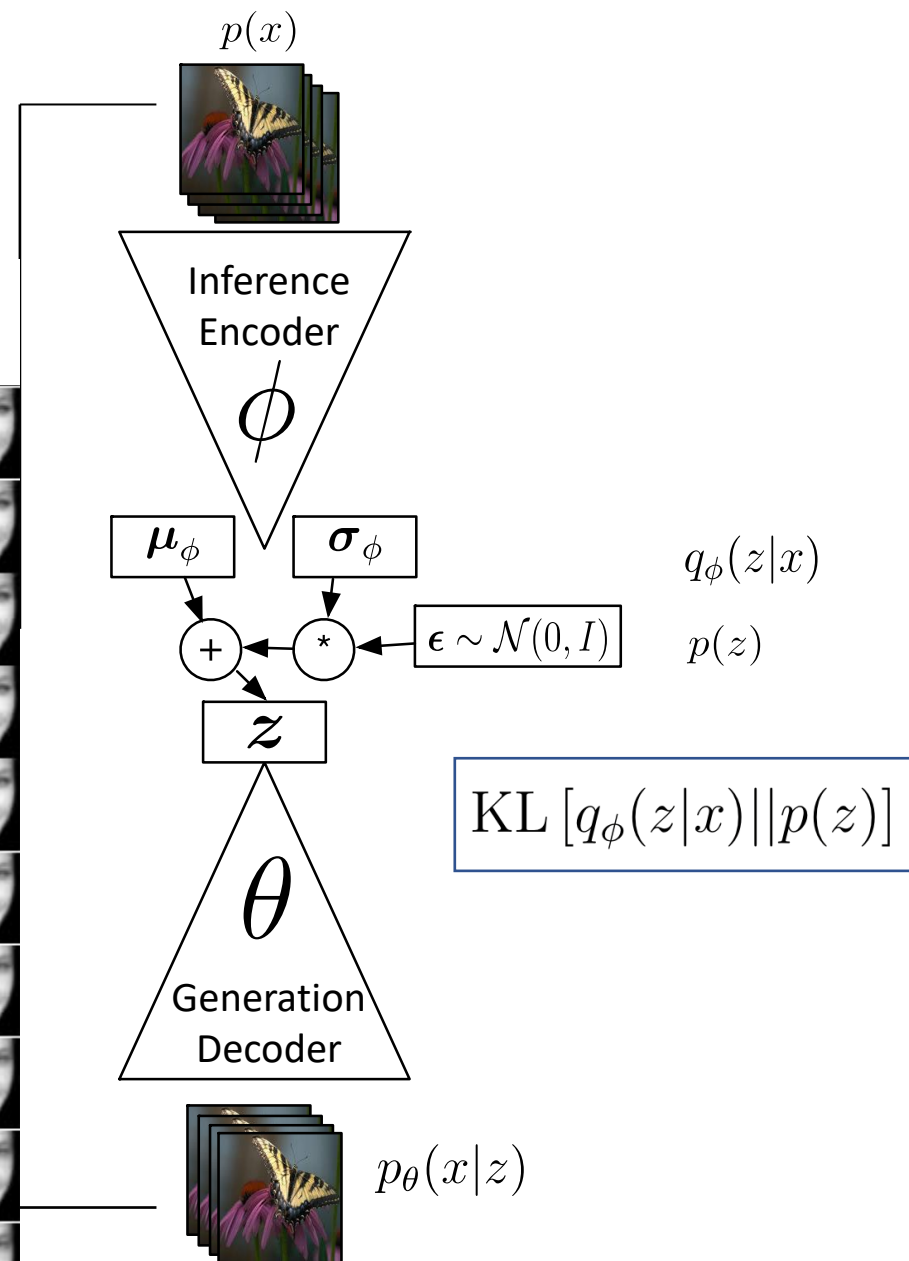 p(x)
Inference
Encoder
ϕ
μ_ϕ
σ_ϕ
q_ϕ(z|x)
+
*
ϵ ∼ 𝒩(0, I)
p(z)
z
KL [q_ϕ(z|x)||p(z)]
θ
Generation
Decoder
p_θ(x|z)